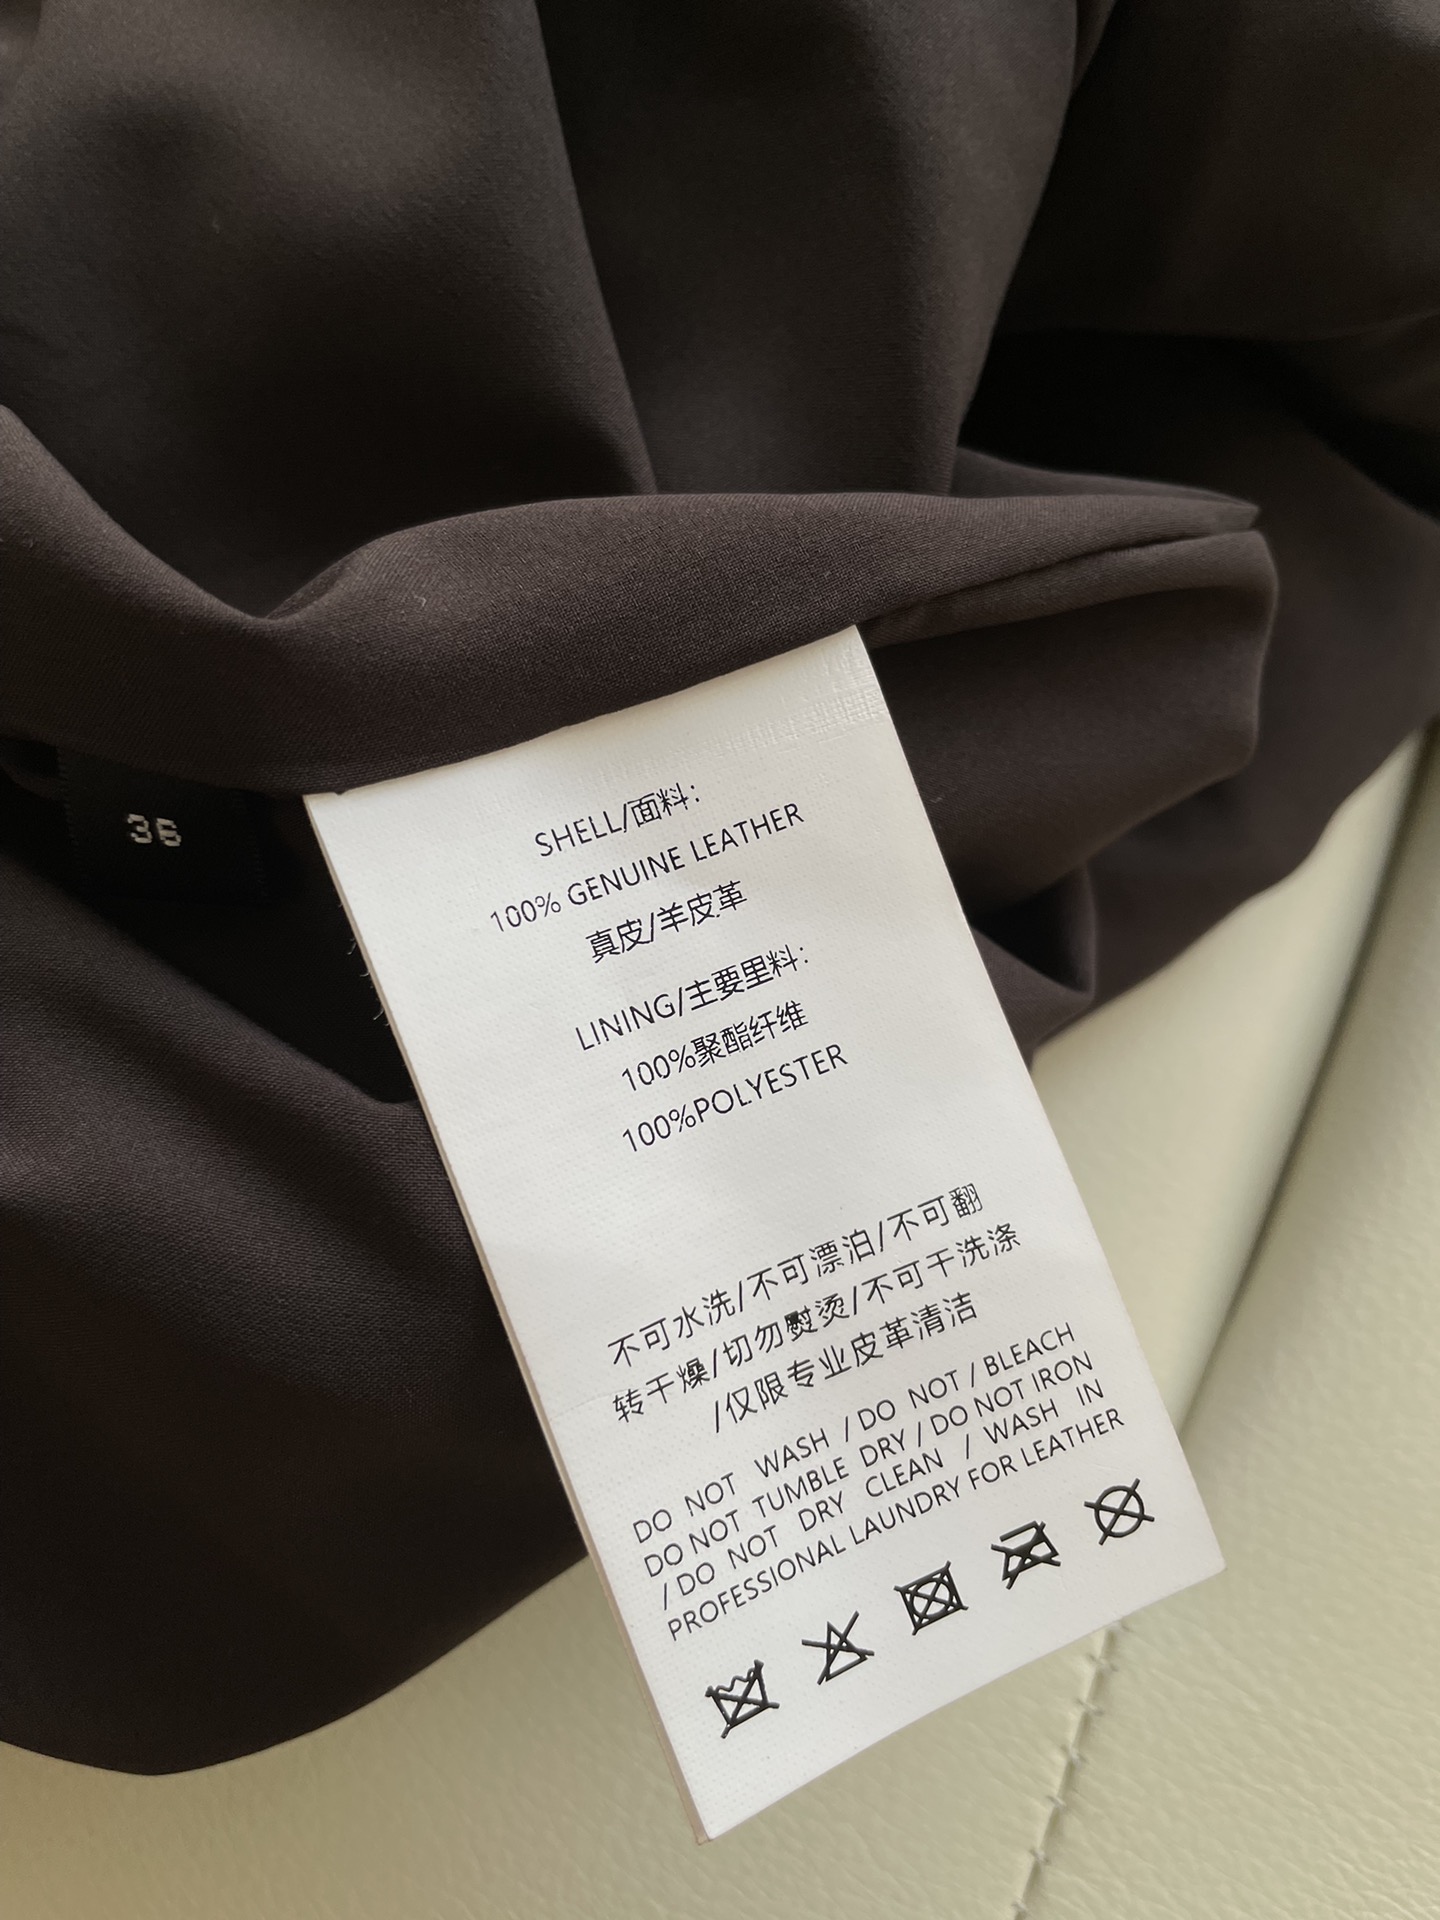 36
SHELL/面料:
100% GENUINE LEATHER
真皮/羊皮革
LINING/主要里料:
100%聚酯纤维
100%POLYESTER
不可水洗/不可漂泊/不可翻
转干燥/切勿熨烫/不可干洗涤
/仅限专业皮革清洁
DO NOT WASH / DO NOT / BLEACH
DO NOT TUMBLE DRY / DO NOT IRON
/ DO NOT DRY CLEAN / WASH IN
PROFESSIONAL LAUNDRY FOR LEATHER